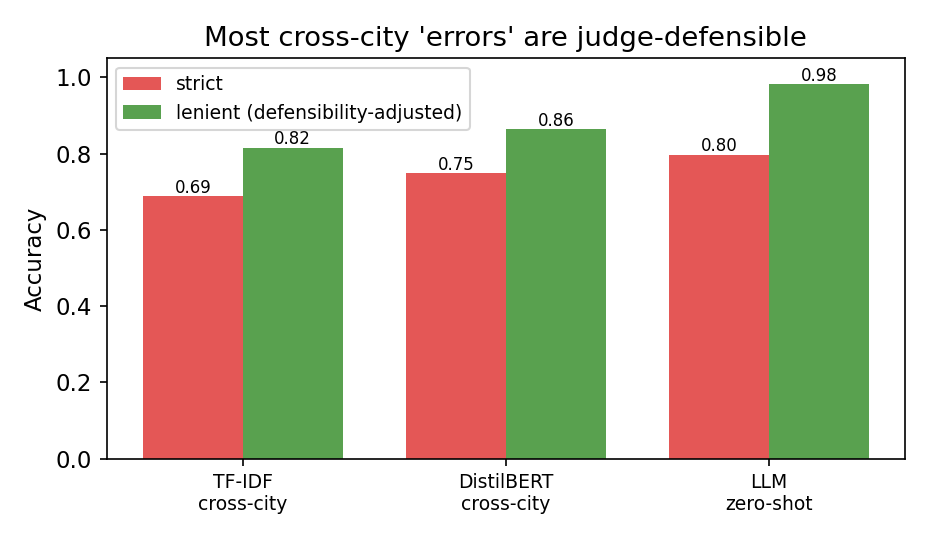 Most cross-city 'errors' are judge-defensible
strict
lenient (defensibility-adjusted)
Accuracy
1.0
0.8
0.6
0.4
0.2
0.0
0.69
0.82
0.75
0.86
0.80
0.98
TF-IDF
cross-city
DistilBERT
cross-city
LLM
zero-shot